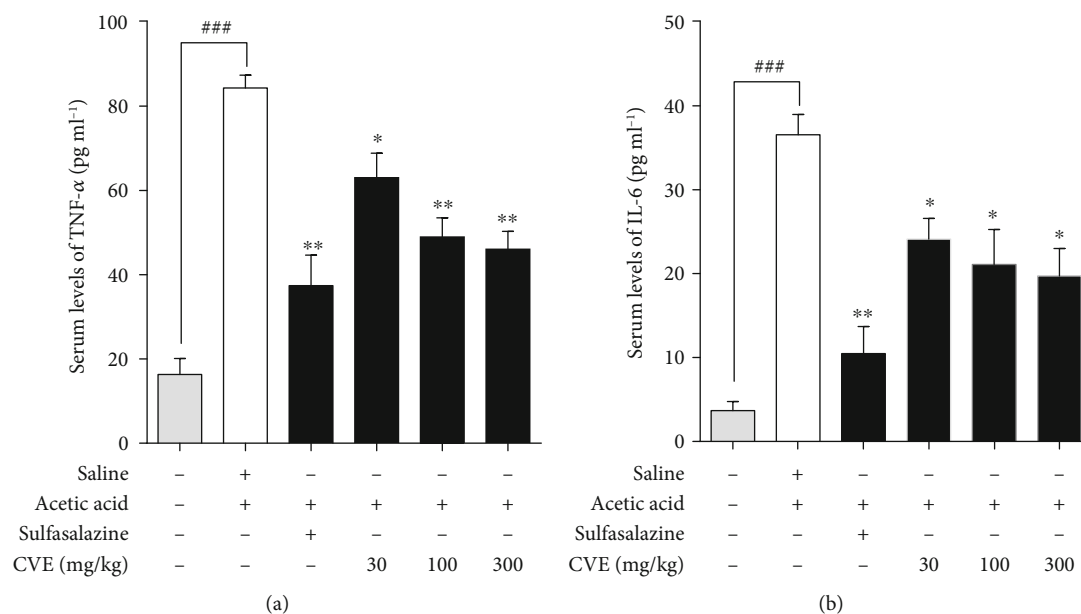 Serum levels of TNF-α (pg ml⁻¹)
100
80
60
40
20
0
###
**
*
**
**
Saline – + – – – –
Acetic acid – + + + + +
Sulfasalazine – – + – – –
CVE (mg/kg) – – – 30 100 300
(a)
Serum levels of IL-6 (pg ml⁻¹)
50
40
30
20
10
0
###
**
*
*
*
Saline – + – – – –
Acetic acid – + + + + +
Sulfasalazine – – + – – –
CVE (mg/kg) – – – 30 100 300
(b)